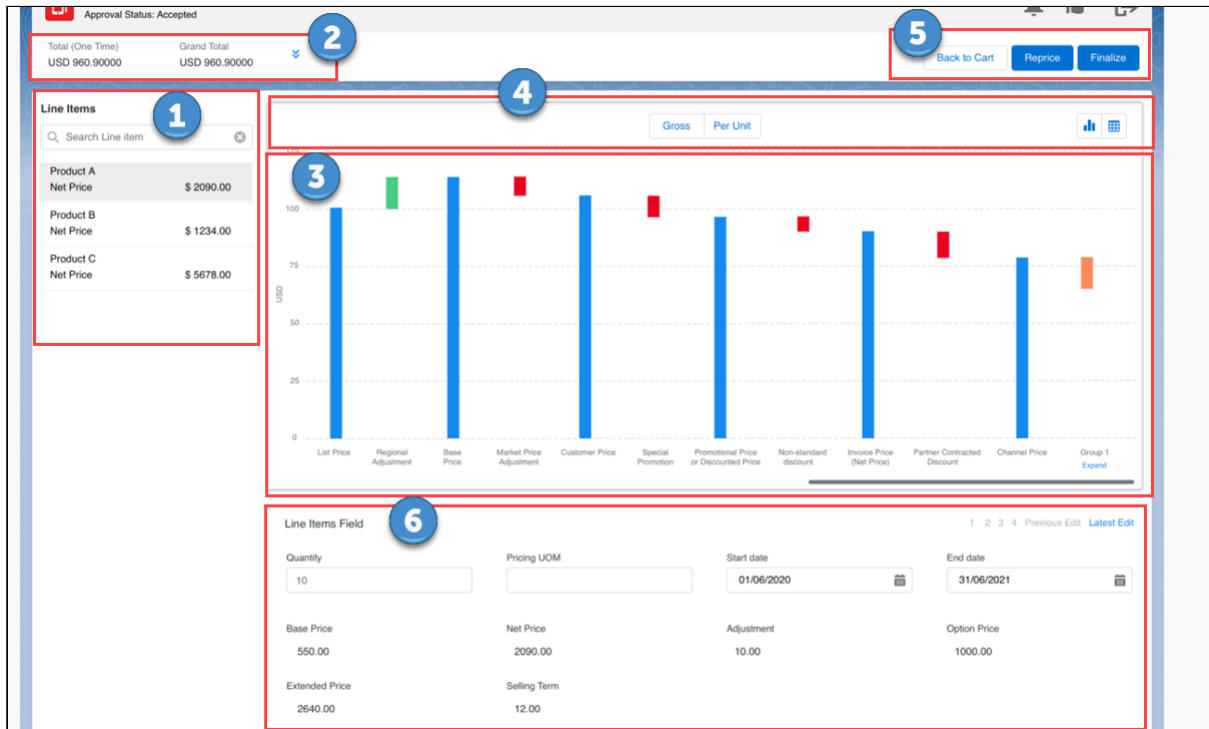 Approval Status: Accepted
Total (One Time) Grand Total
USD 960.90000 USD 960.90000
2
5
Back to Cart Reprice Finalize
Line Items
1
Search Line item
Product A
Net Price $ 2090.00
Product B
Net Price $ 1234.00
Product C
Net Price $ 5678.00
4
Gross Per Unit
3
125
100
75
50
25
0
USD
List Price
Regional
Adjustment
Base
Price
Market Price
Adjustment
Customer Price
Special
Promotion
Promotional Price
or Discounted Price
Non-standard
discount
Invoice Price
(Net Price)
Partner Contracted
Discount
Channel Price
Group 1
Expand
Line Items Field
6
1 2 3 4 Previous Edit Latest Edit
Quantity Pricing UOM Start date End date
10 01/06/2020 31/06/2021
Base Price Net Price Adjustment Option Price
550.00 2090.00 10.00 1000.00
Extended Price Selling Term
2640.00 12.00